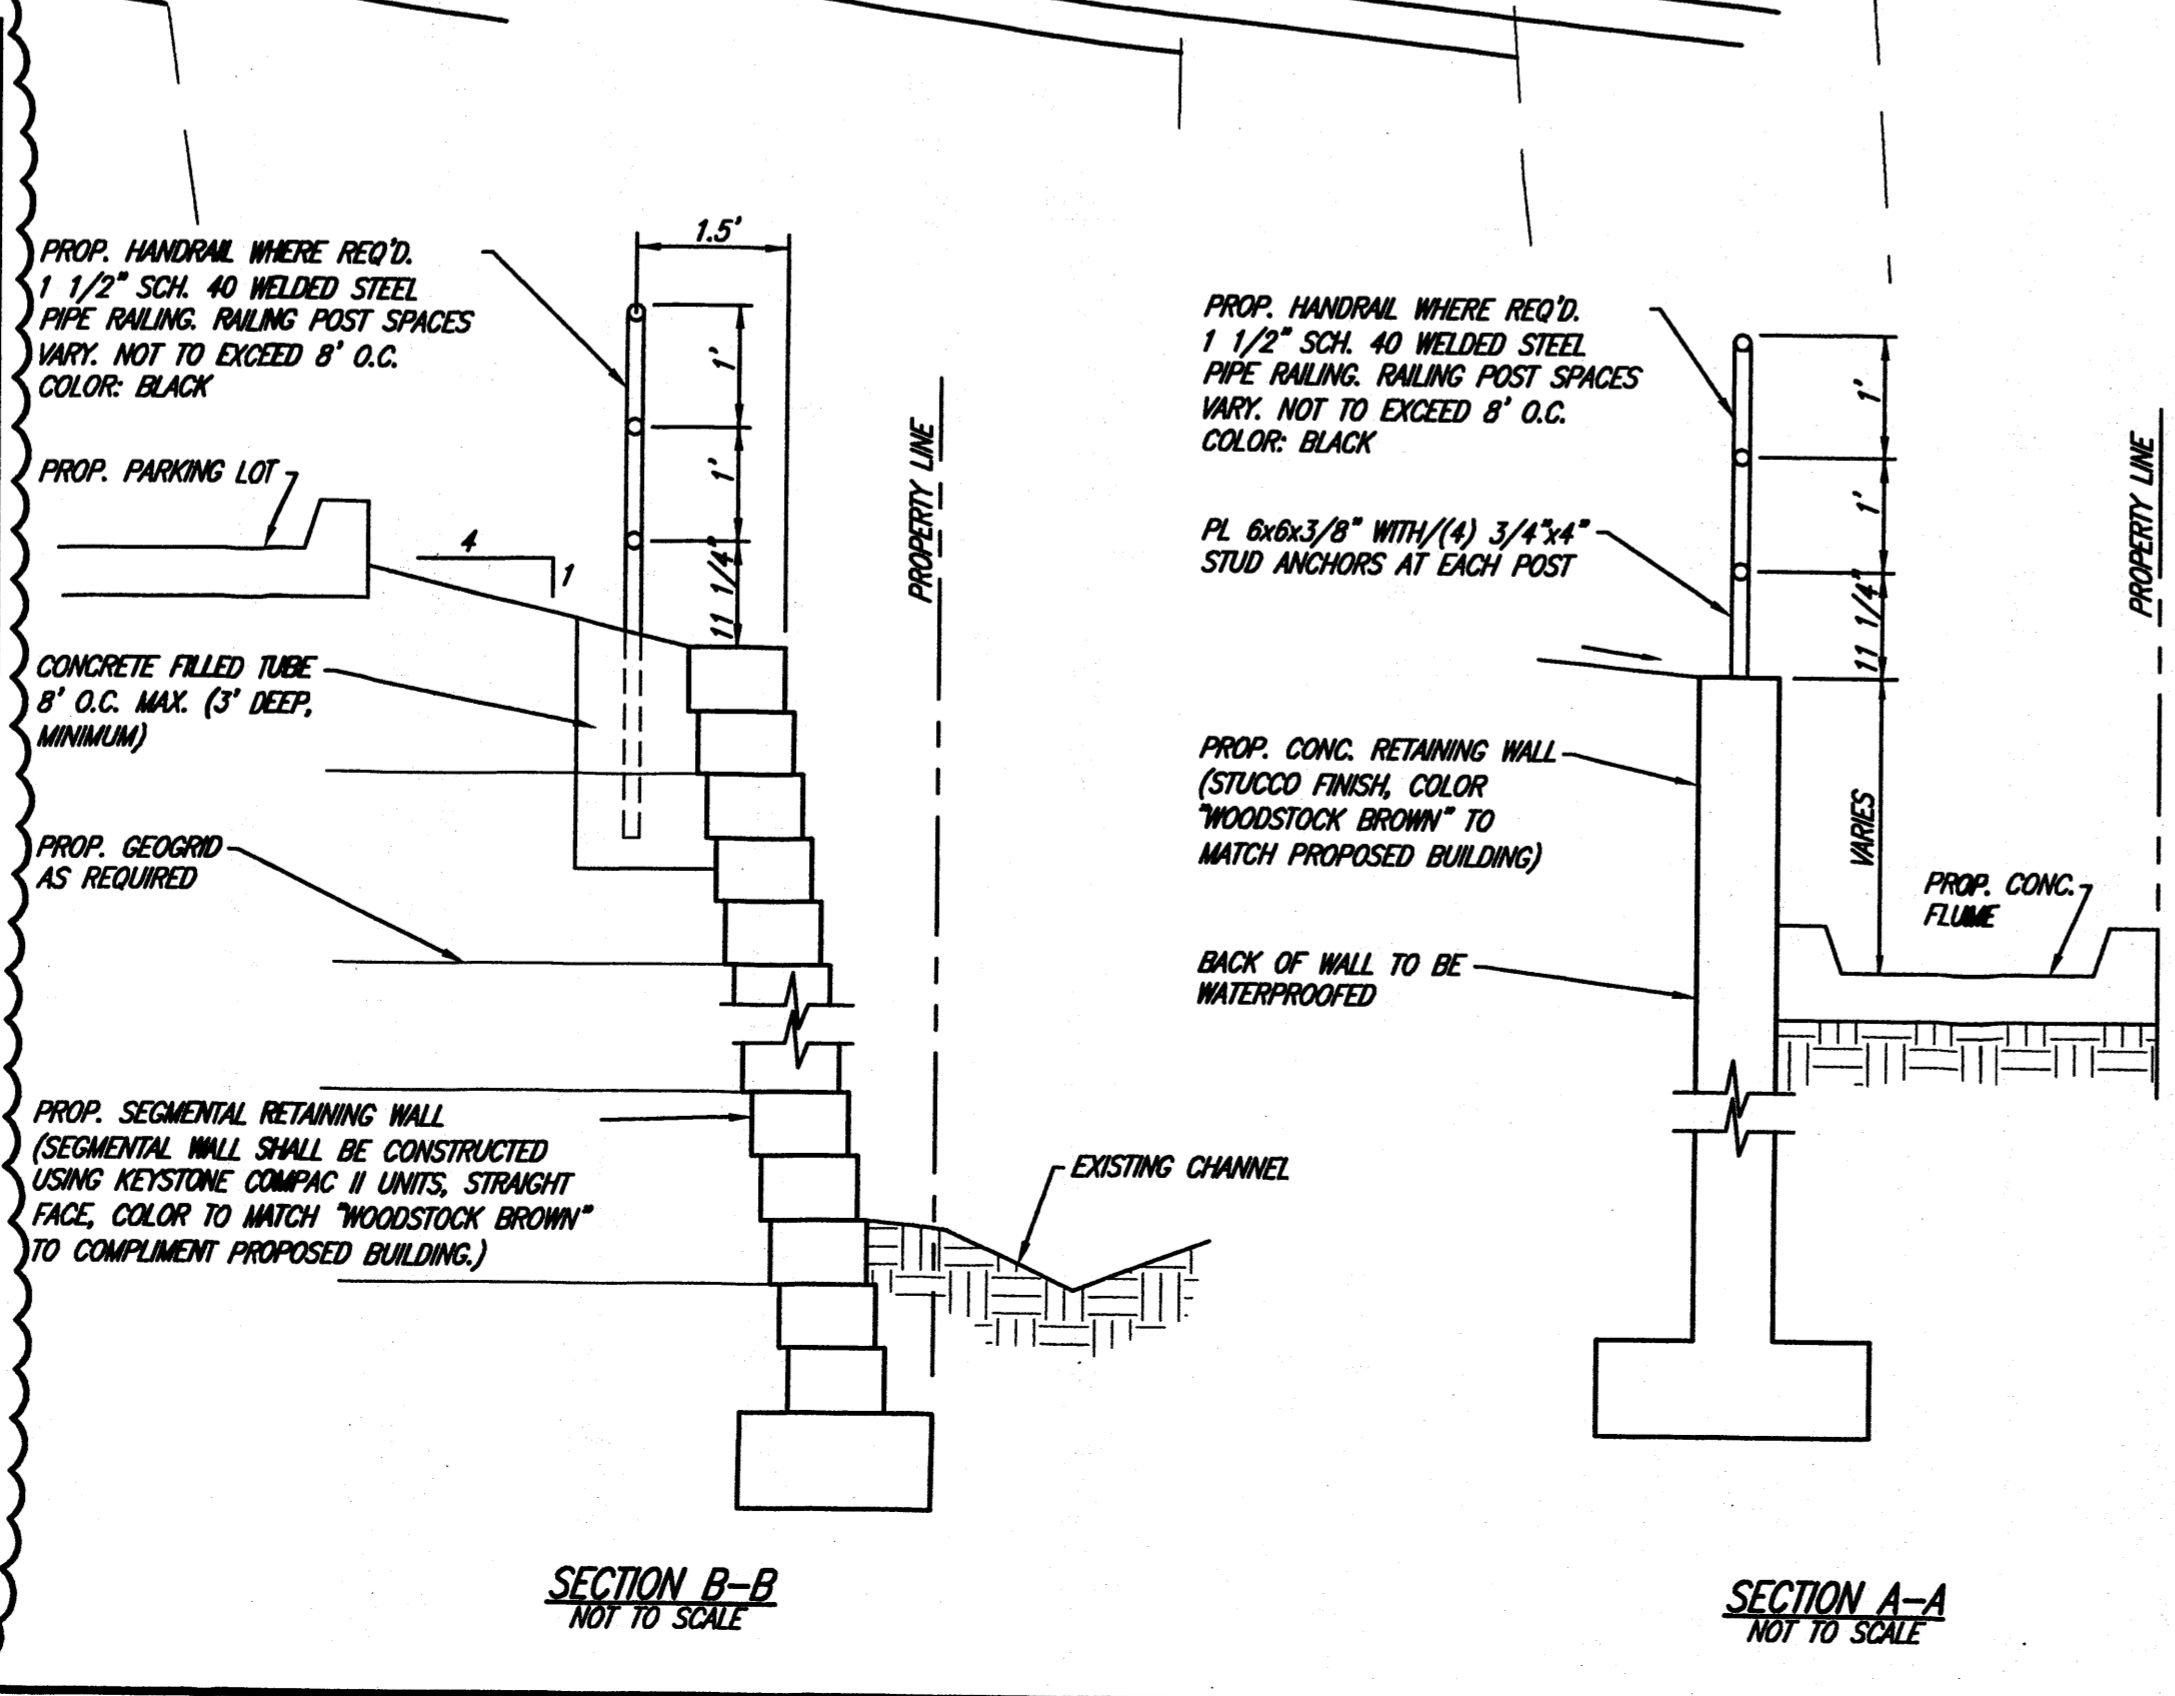 PROP. HANDRAIL WHERE REQ'D.
1 1/2" SCH. 40 WELDED STEEL
PIPE RAILING. RAILING POST SPACES
VARY. NOT TO EXCEED 8' O.C.
COLOR: BLACK
1.5'
1'
1'
11 1/4"
PROP. PARKING LOT
4
1
PROPERTY LINE
CONCRETE FILLED TUBE
8' O.C. MAX. (3' DEEP,
MINIMUM)
PROP. GEOGRID
AS REQUIRED
PROP. SEGMENTAL RETAINING WALL
(SEGMENTAL WALL SHALL BE CONSTRUCTED
USING KEYSTONE COMPAC II UNITS, STRAIGHT
FACE, COLOR TO MATCH "WOODSTOCK BROWN"
TO COMPLIMENT PROPOSED BUILDING.)
EXISTING CHANNEL
SECTION B-B
NOT TO SCALE
PROP. HANDRAIL WHERE REQ'D.
1 1/2" SCH. 40 WELDED STEEL
PIPE RAILING. RAILING POST SPACES
VARY. NOT TO EXCEED 8' O.C.
COLOR: BLACK
1'
1'
11 1/4"
PROPERTY LINE
PL 6x6x3/8" WITH/(4) 3/4"x4"
STUD ANCHORS AT EACH POST
PROP. CONC. RETAINING WALL
(STUCCO FINISH, COLOR
"WOODSTOCK BROWN" TO
MATCH PROPOSED BUILDING)
VARIES
PROP. CONC.
FLUME
BACK OF WALL TO BE
WATERPROOFED
SECTION A-A
NOT TO SCALE